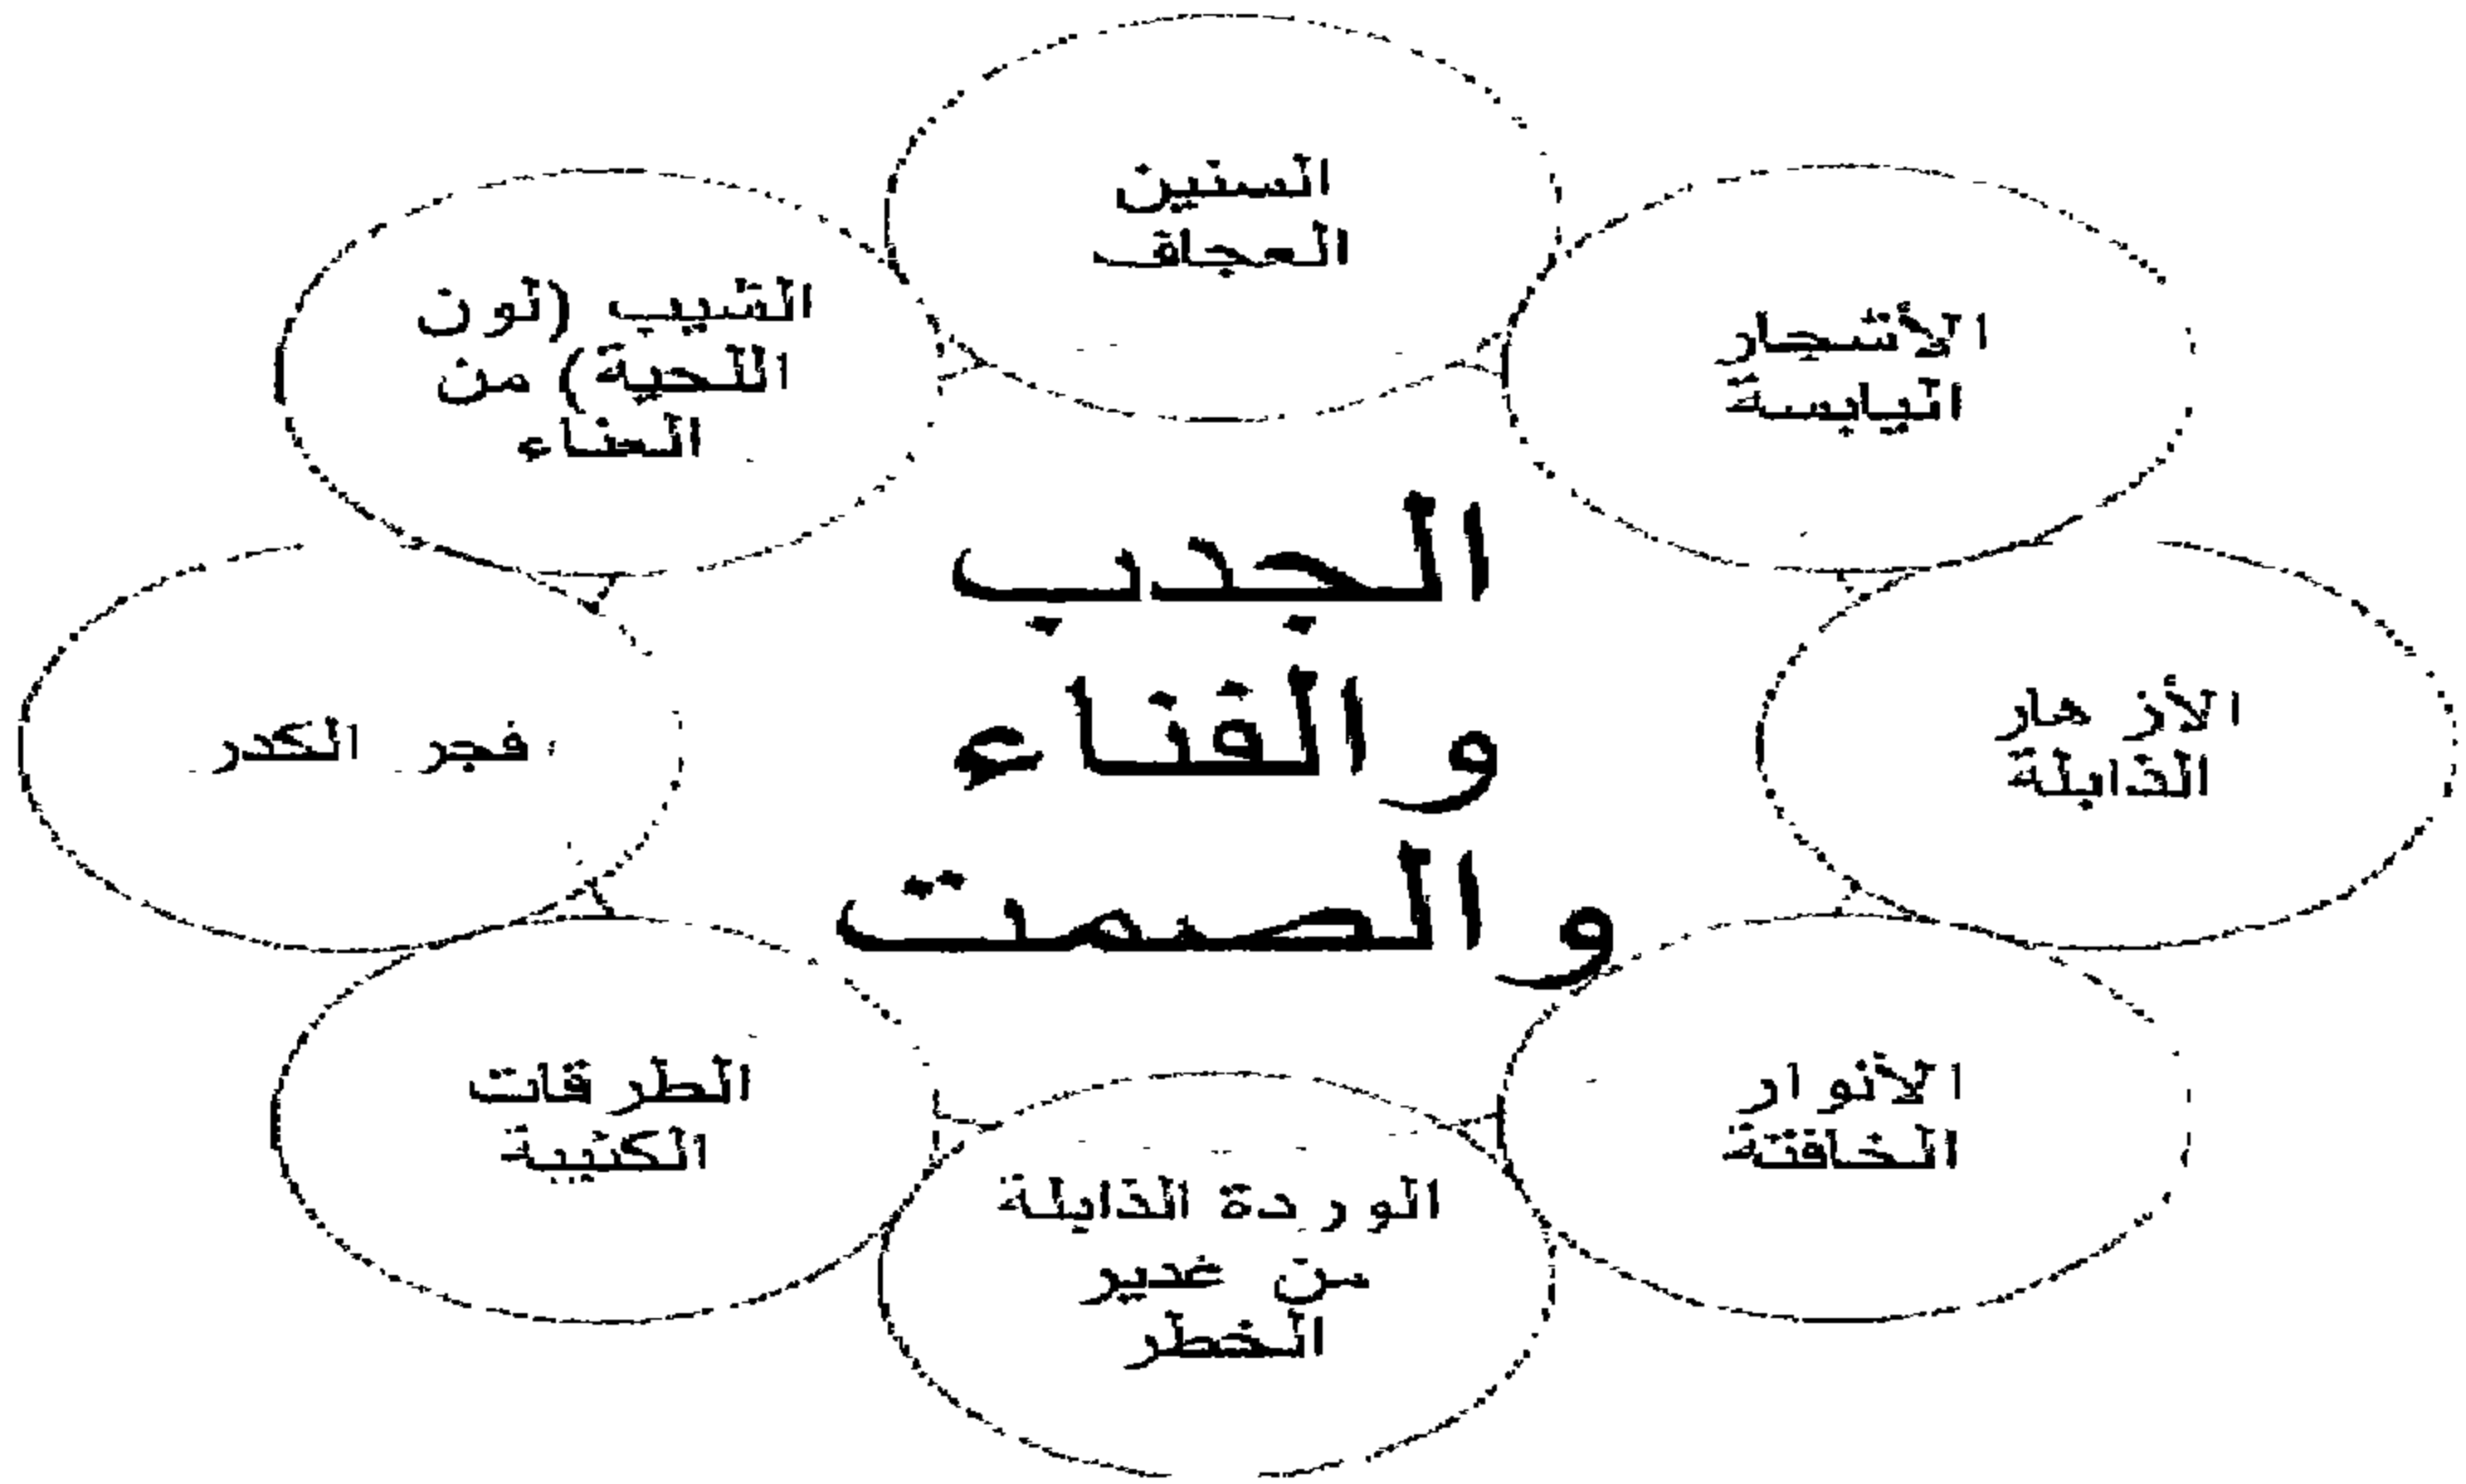 السنين
العجاف
الأشجار
اليابسة
الأزهار
الذابلة
الأنوار
الخافتة
الوردة الذابلة
من غدير
الخطر
الطرقات
الكئيبة
فجر الكدر
الشيب (لون
اللحية) من
الحناء
الجدب
والفناء
والصمت